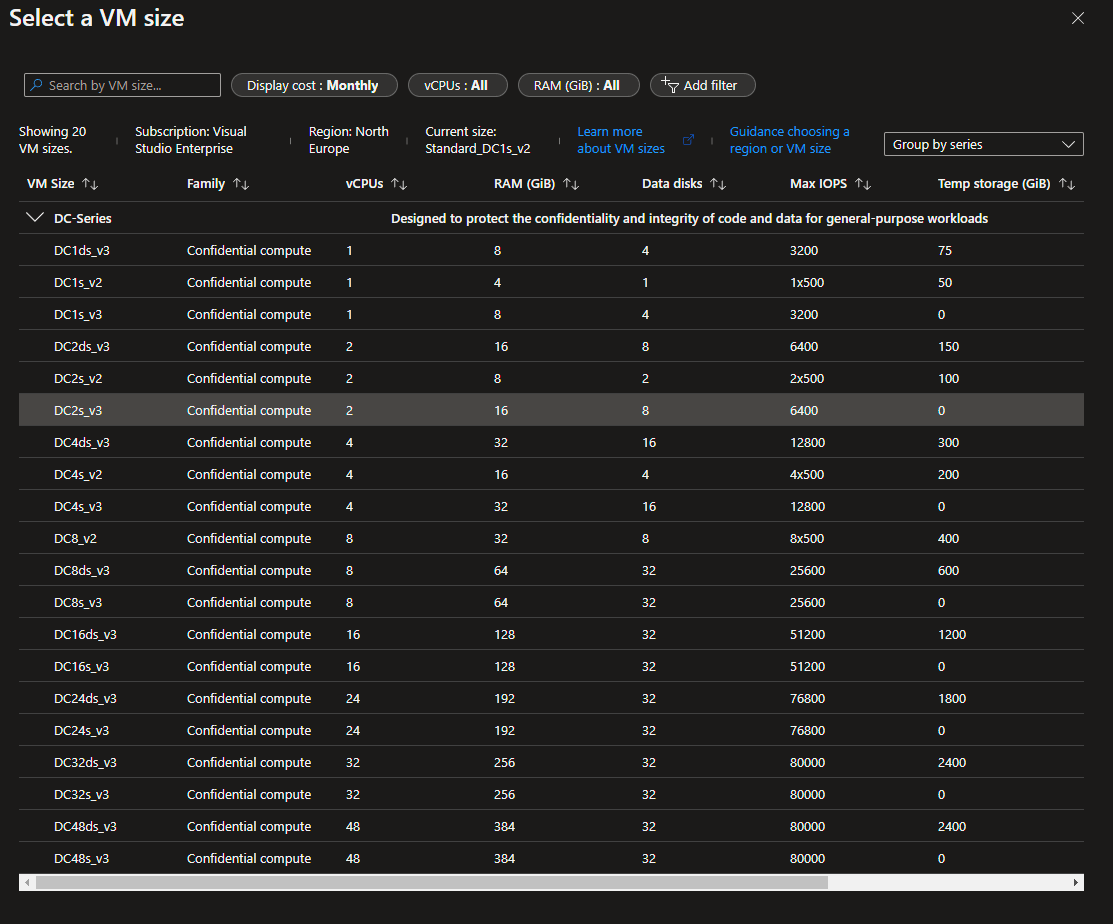 Select a VM size
Search by VM size...
Display cost : Monthly
vCPUs : All
RAM (GiB) : All
Add filter
Showing 20 VM sizes.
Subscription: Visual Studio Enterprise
Region: North Europe
Current size: Standard_DC1s_v2
Learn more about VM sizes
Guidance choosing a region or VM size
Group by series
VM Size Family vCPUs RAM (GiB) Data disks Max IOPS Temp storage (GiB)
DC-Series Designed to protect the confidentiality and integrity of code and data for general-purpose workloads
DC1ds_v3 Confidential compute 1 8 4 3200 75
DC1s_v2 Confidential compute 1 4 1 1x500 50
DC1s_v3 Confidential compute 1 8 4 3200 0
DC2ds_v3 Confidential compute 2 16 8 6400 150
DC2s_v2 Confidential compute 2 8 2 2x500 100
DC2s_v3 Confidential compute 2 16 8 6400 0
DC4ds_v3 Confidential compute 4 32 16 12800 300
DC4s_v2 Confidential compute 4 16 4 4x500 200
DC4s_v3 Confidential compute 4 32 16 12800 0
DC8_v2 Confidential compute 8 32 8 8x500 400
DC8ds_v3 Confidential compute 8 64 32 25600 600
DC8s_v3 Confidential compute 8 64 32 25600 0
DC16ds_v3 Confidential compute 16 128 32 51200 1200
DC16s_v3 Confidential compute 16 128 32 51200 0
DC24ds_v3 Confidential compute 24 192 32 76800 1800
DC24s_v3 Confidential compute 24 192 32 76800 0
DC32ds_v3 Confidential compute 32 256 32 80000 2400
DC32s_v3 Confidential compute 32 256 32 80000 0
DC48ds_v3 Confidential compute 48 384 32 80000 2400
DC48s_v3 Confidential compute 48 384 32 80000 0